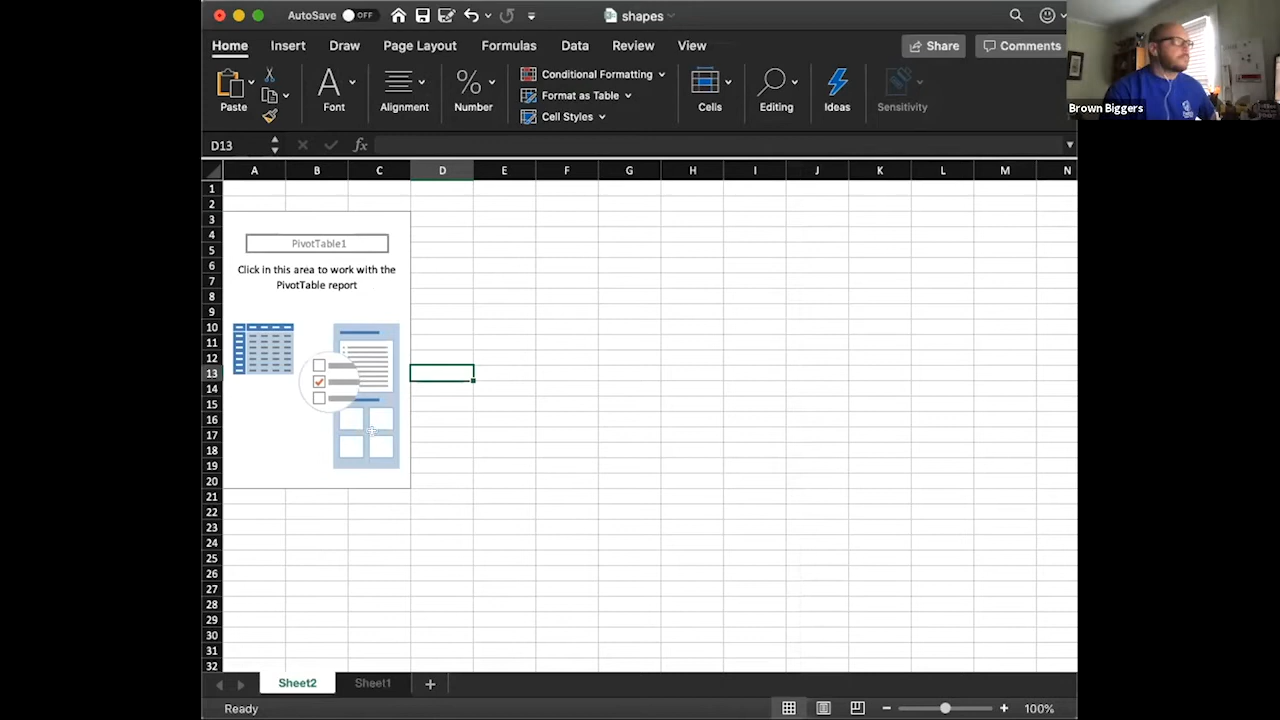 AutoSave OFF shapes
Home Insert Draw Page Layout Formulas Data Review View Share Comments
Paste Font Alignment Number Conditional Formatting Format as Table Cell Styles Cells Editing Ideas Sensitivity
Brown Biggers
D13 fx
A B C D E F G H I J K L M N
1
2
3
4
5
6
7
8
9
10
11
12
13
14
15
16
17
18
19
20
21
22
23
24
25
26
27
28
29
30
31
32
PivotTable1
Click in this area to work with the
PivotTable report
Sheet2 Sheet1 +
Ready 100%